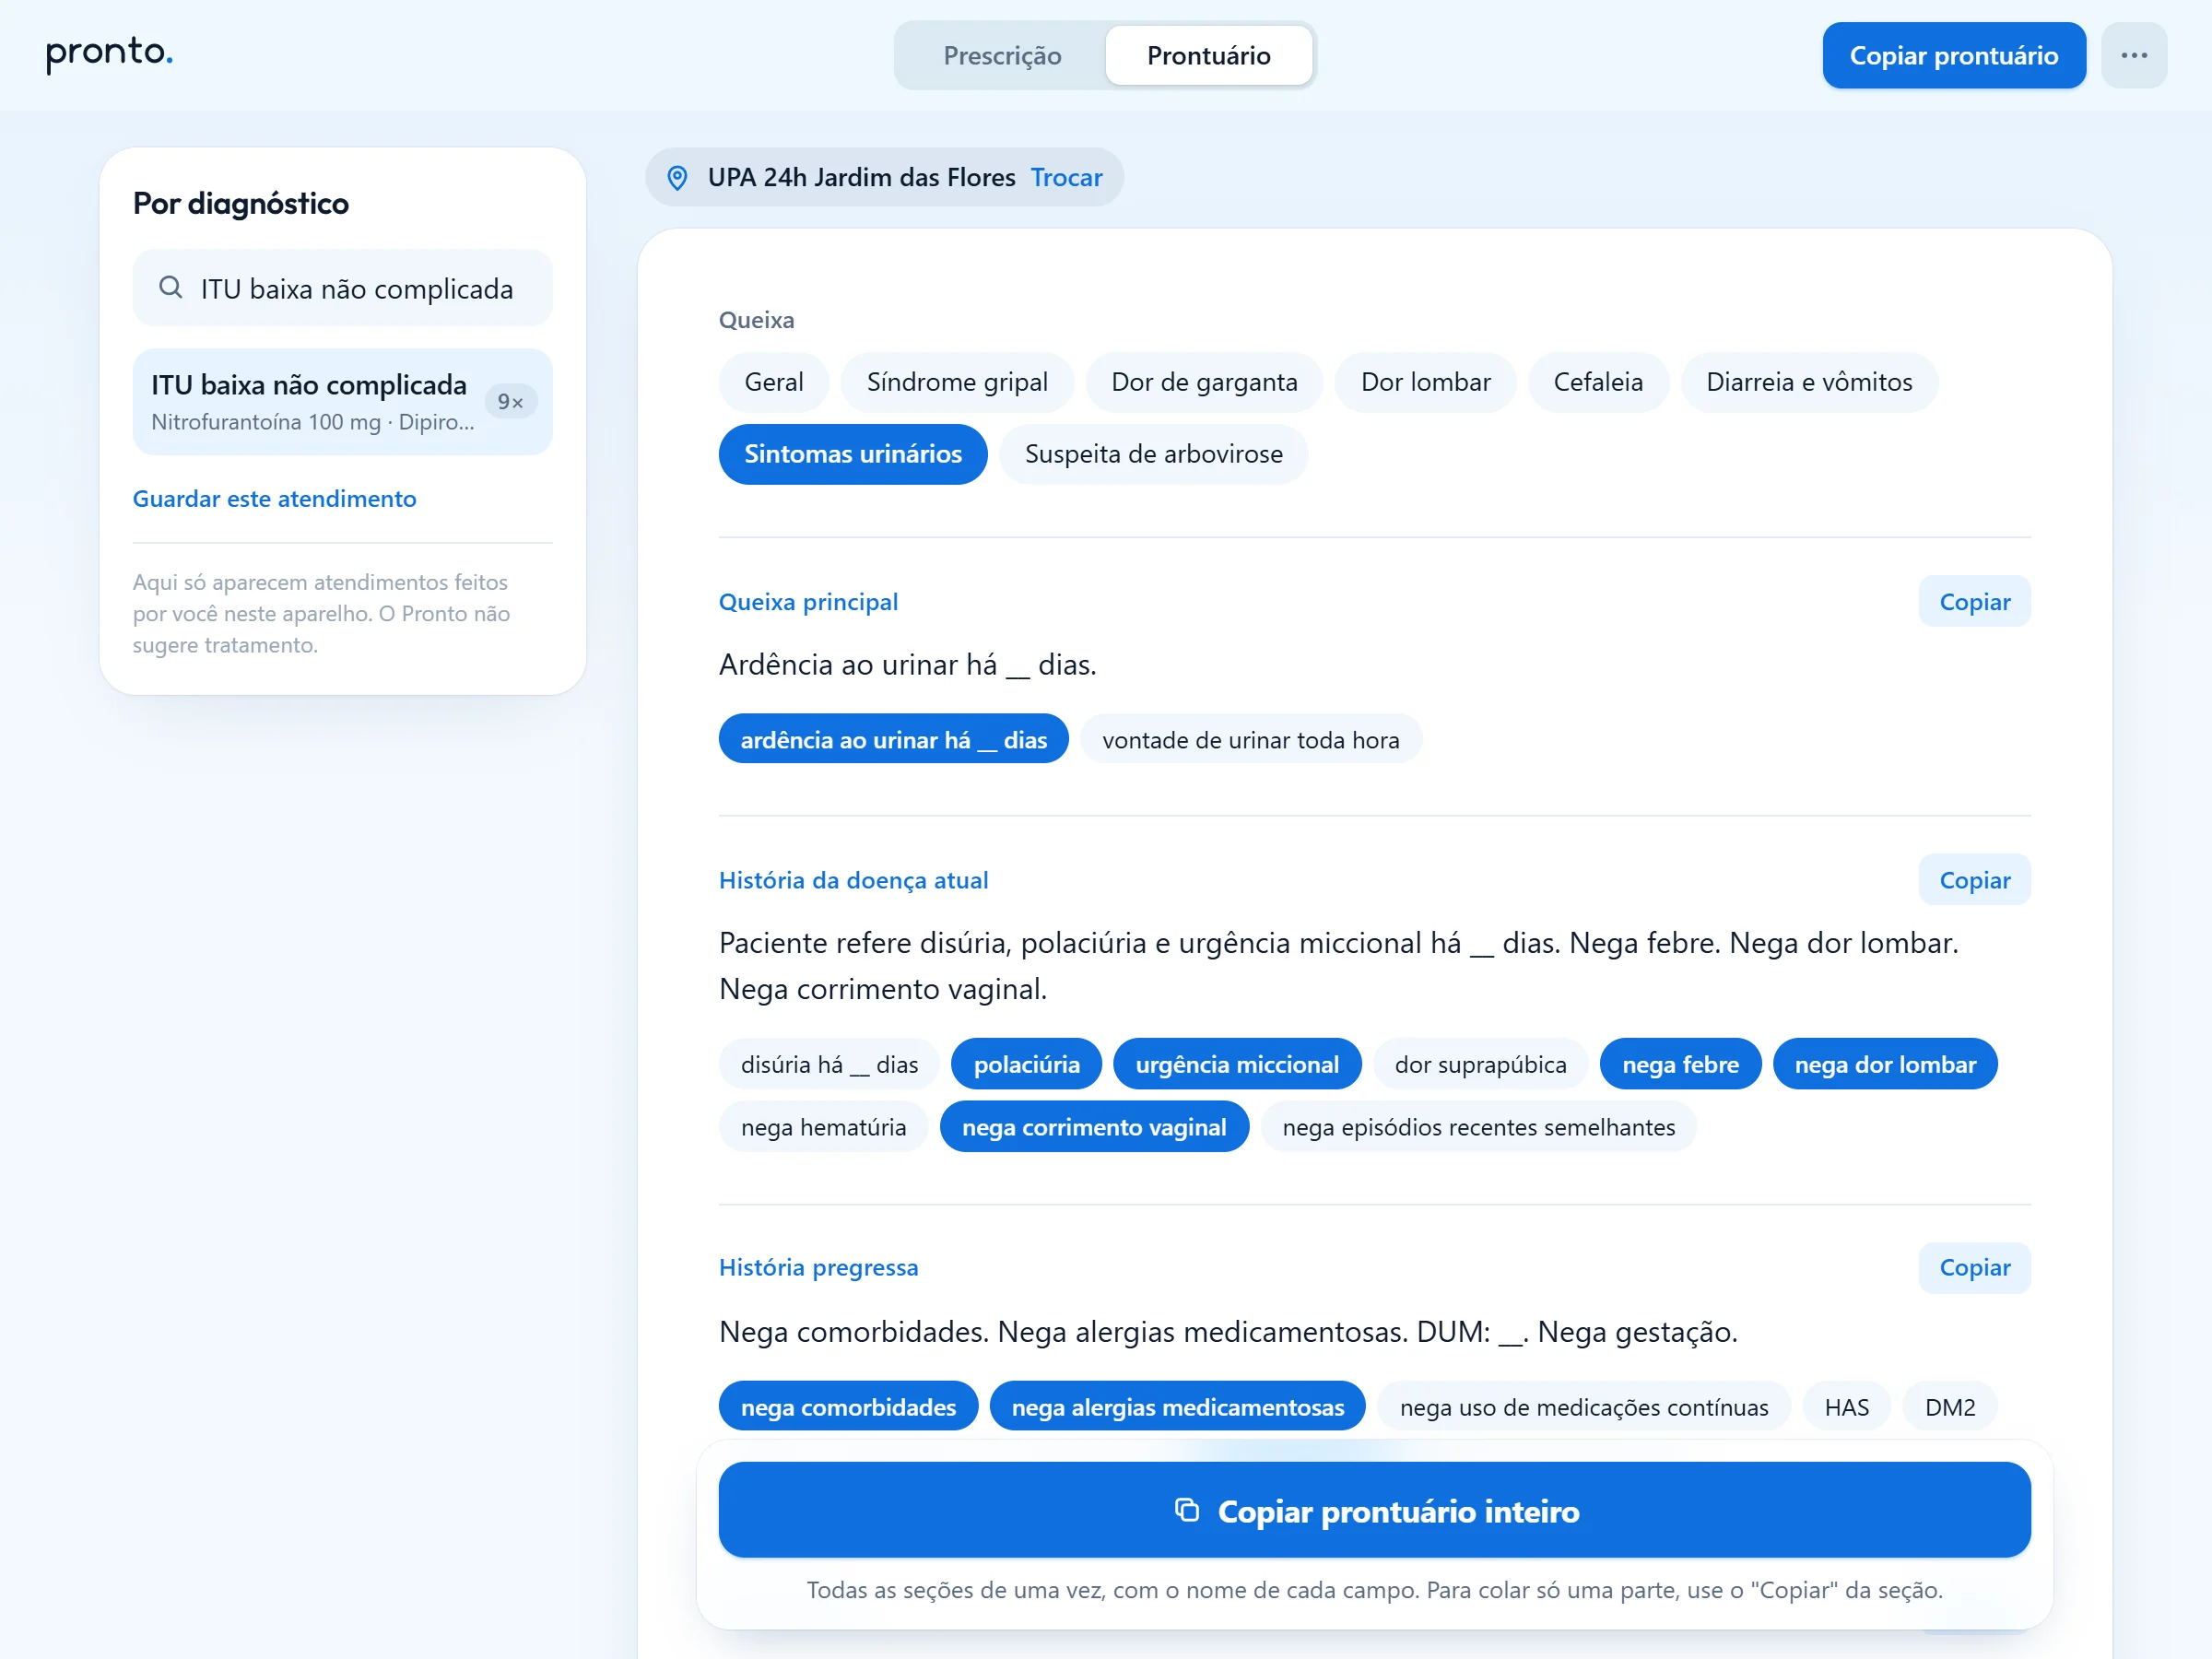 pronto.
Prescrição
Prontuário
Copiar prontuário
Por diagnóstico
ITU baixa não complicada
ITU baixa não complicada
Nitrofurantoína 100 mg · Dipiro...
9×
Guardar este atendimento
Aqui só aparecem atendimentos feitos
por você neste aparelho. O Pronto não
sugere tratamento.
UPA 24h Jardim das Flores Trocar
Queixa
Geral
Síndrome gripal
Dor de garganta
Dor lombar
Cefaleia
Diarreia e vômitos
Sintomas urinários
Suspeita de arbovirose
Queixa principal
Copiar
Ardência ao urinar há __ dias.
ardência ao urinar há __ dias
vontade de urinar toda hora
História da doença atual
Copiar
Paciente refere disúria, polaciúria e urgência miccional há __ dias. Nega febre. Nega dor lombar.
Nega corrimento vaginal.
disúria há __ dias
polaciúria
urgência miccional
dor suprapúbica
nega febre
nega dor lombar
nega hematúria
nega corrimento vaginal
nega episódios recentes semelhantes
História pregressa
Copiar
Nega comorbidades. Nega alergias medicamentosas. DUM: __. Nega gestação.
nega comorbidades
nega alergias medicamentosas
nega uso de medicações contínuas
HAS
DM2
Copiar prontuário inteiro
Todas as seções de uma vez, com o nome de cada campo. Para colar só uma parte, use o "Copiar" da seção.